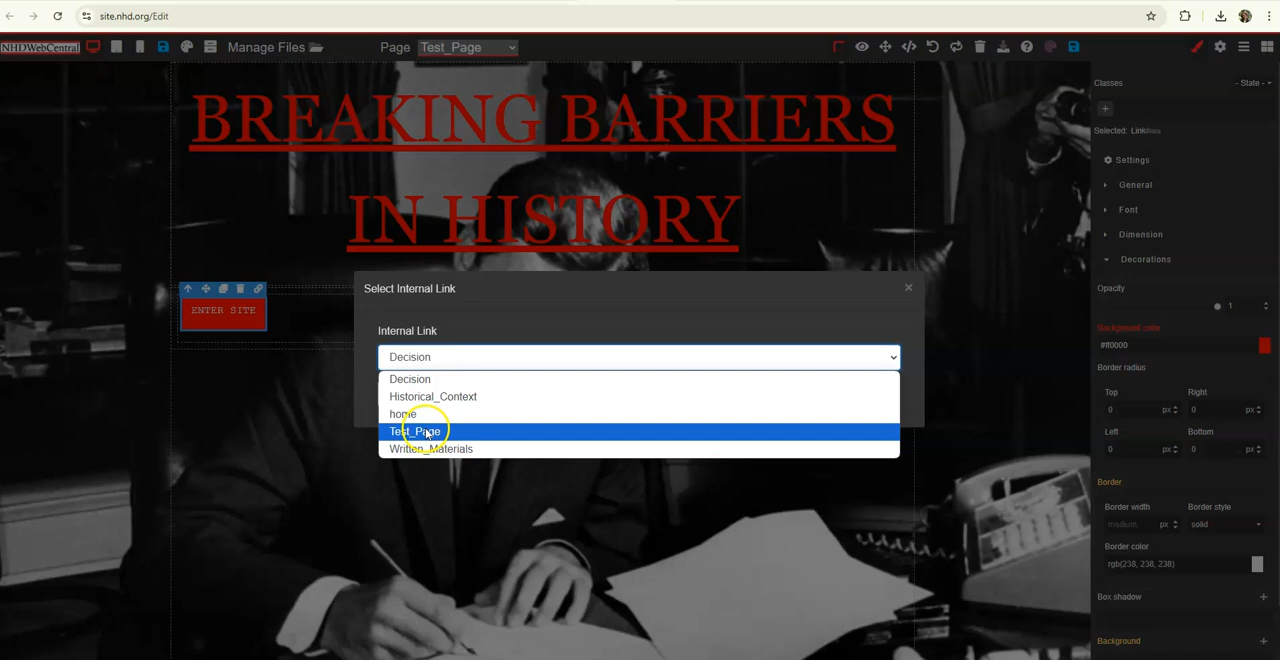 site.nhd.org/Edit
NHDWebCentral Manage Files Page Test_Page
Classes - State -
BREAKING BARRIERS
IN HISTORY
Selected: Link
Settings
General
Font
Dimension
Decorations
Select Internal Link ×
ENTER SITE
Internal Link
Decision
Decision
Historical_Context
home
Test_Page
Written_Materials
Opacity
1
Background color
#ff0000
Border radius
Top Right
0 px 0 px
Left Bottom
0 px 0 px
Border
Border width Border style
medium px solid
Border color
rgb(238, 238, 238)
Box shadow +
Background +